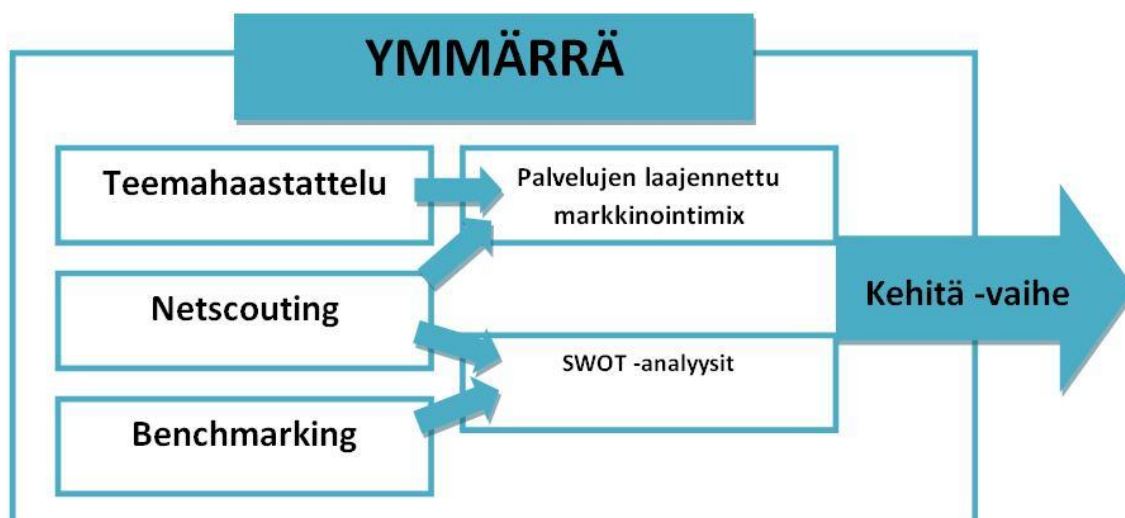 YMMÄRRÄ
Teemahaastattelu
Palvelujen laajennettu
markkinointimix
Netscouting
Kehitä -vaihe
SWOT -analyysit
Benchmarking